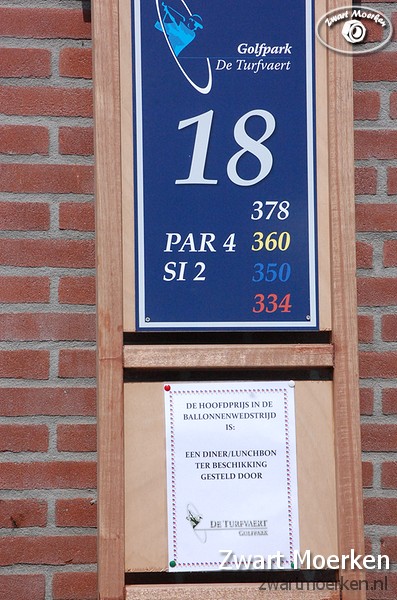 Zwart Moerken
Golfpark
De Turfvaert
18
378
PAR 4 360
SI 2 350
334
DE HOOFDPRIJS IN DE
BALLONNENWEDSTRIJD
IS:
EEN DINER/LUNCHBON
TER BESCHIKKING
GESTELD DOOR
DE TURFVAERT
GOLFPARK
Zwart Moerken
zwartmoerken.nl